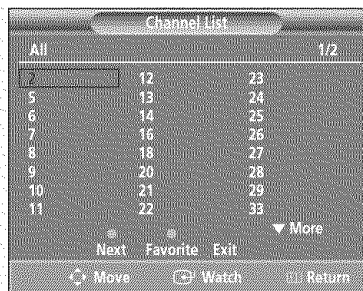 Channel List
All 1/2
2 12 23
5 13 24
6 14 25
7 16 26
8 18 27
9 20 28
10 21 29
11 22 33
▼ More
Next Favorite Exit
Move Watch Return